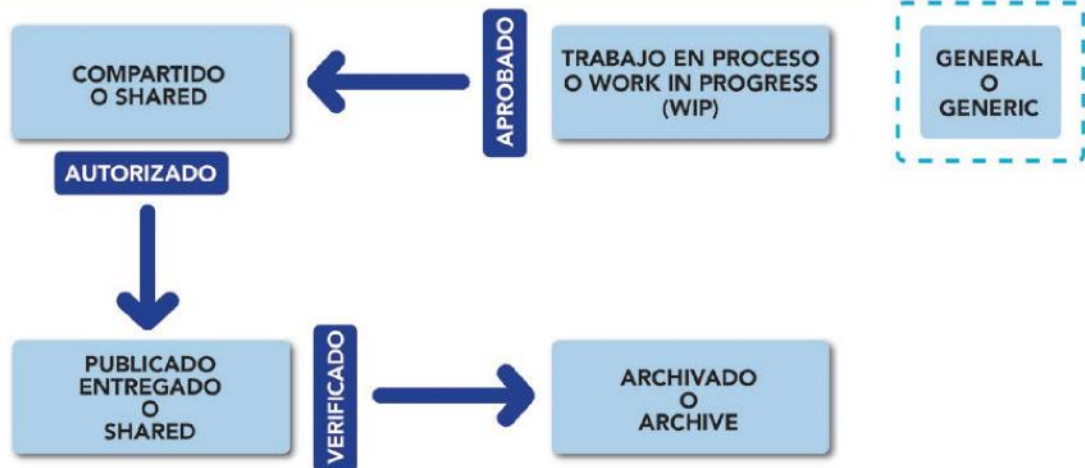 COMPARTIDO
O SHARED
APROBADO
TRABAJO EN PROCESO
O WORK IN PROGRESS
(WIP)
GENERAL
O
GENERIC
AUTORIZADO
PUBLICADO
ENTREGADO
O
SHARED
VERIFICADO
ARCHIVADO
O
ARCHIVE